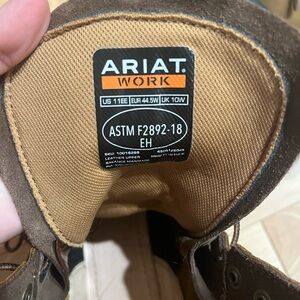 ARIAT
WORK
US 11EE EUR 44.5W UK 10W
ASTM F2892-18
EH
LEATHER UPPER